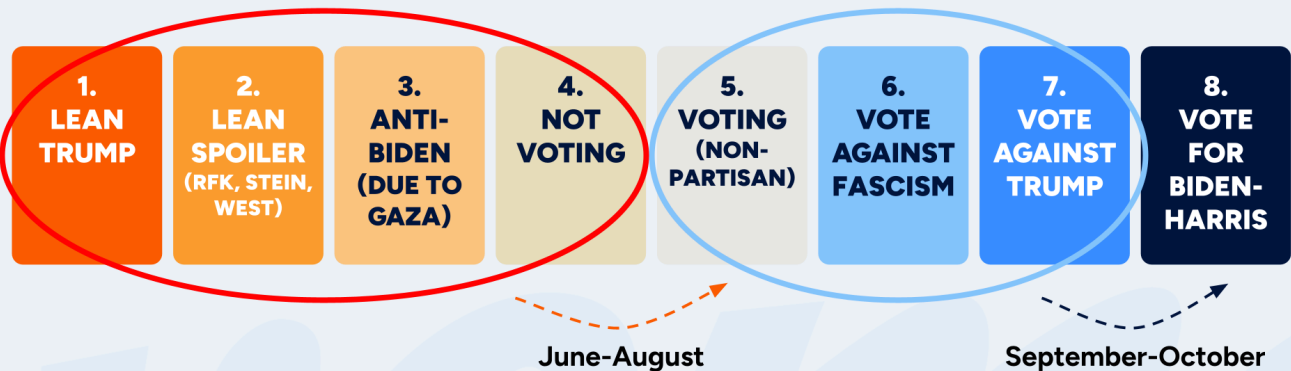 1.
LEAN
TRUMP
2.
LEAN
SPOILER
(RFK, STEIN,
WEST)
3.
ANTI-
BIDEN
(DUE TO
GAZA)
4.
NOT
VOTING
5.
VOTING
(NON-
PARTISAN)
6.
VOTE
AGAINST
FASCISM
7.
VOTE
AGAINST
TRUMP
8.
VOTE
FOR
BIDEN-
HARRIS
June-August
September-October